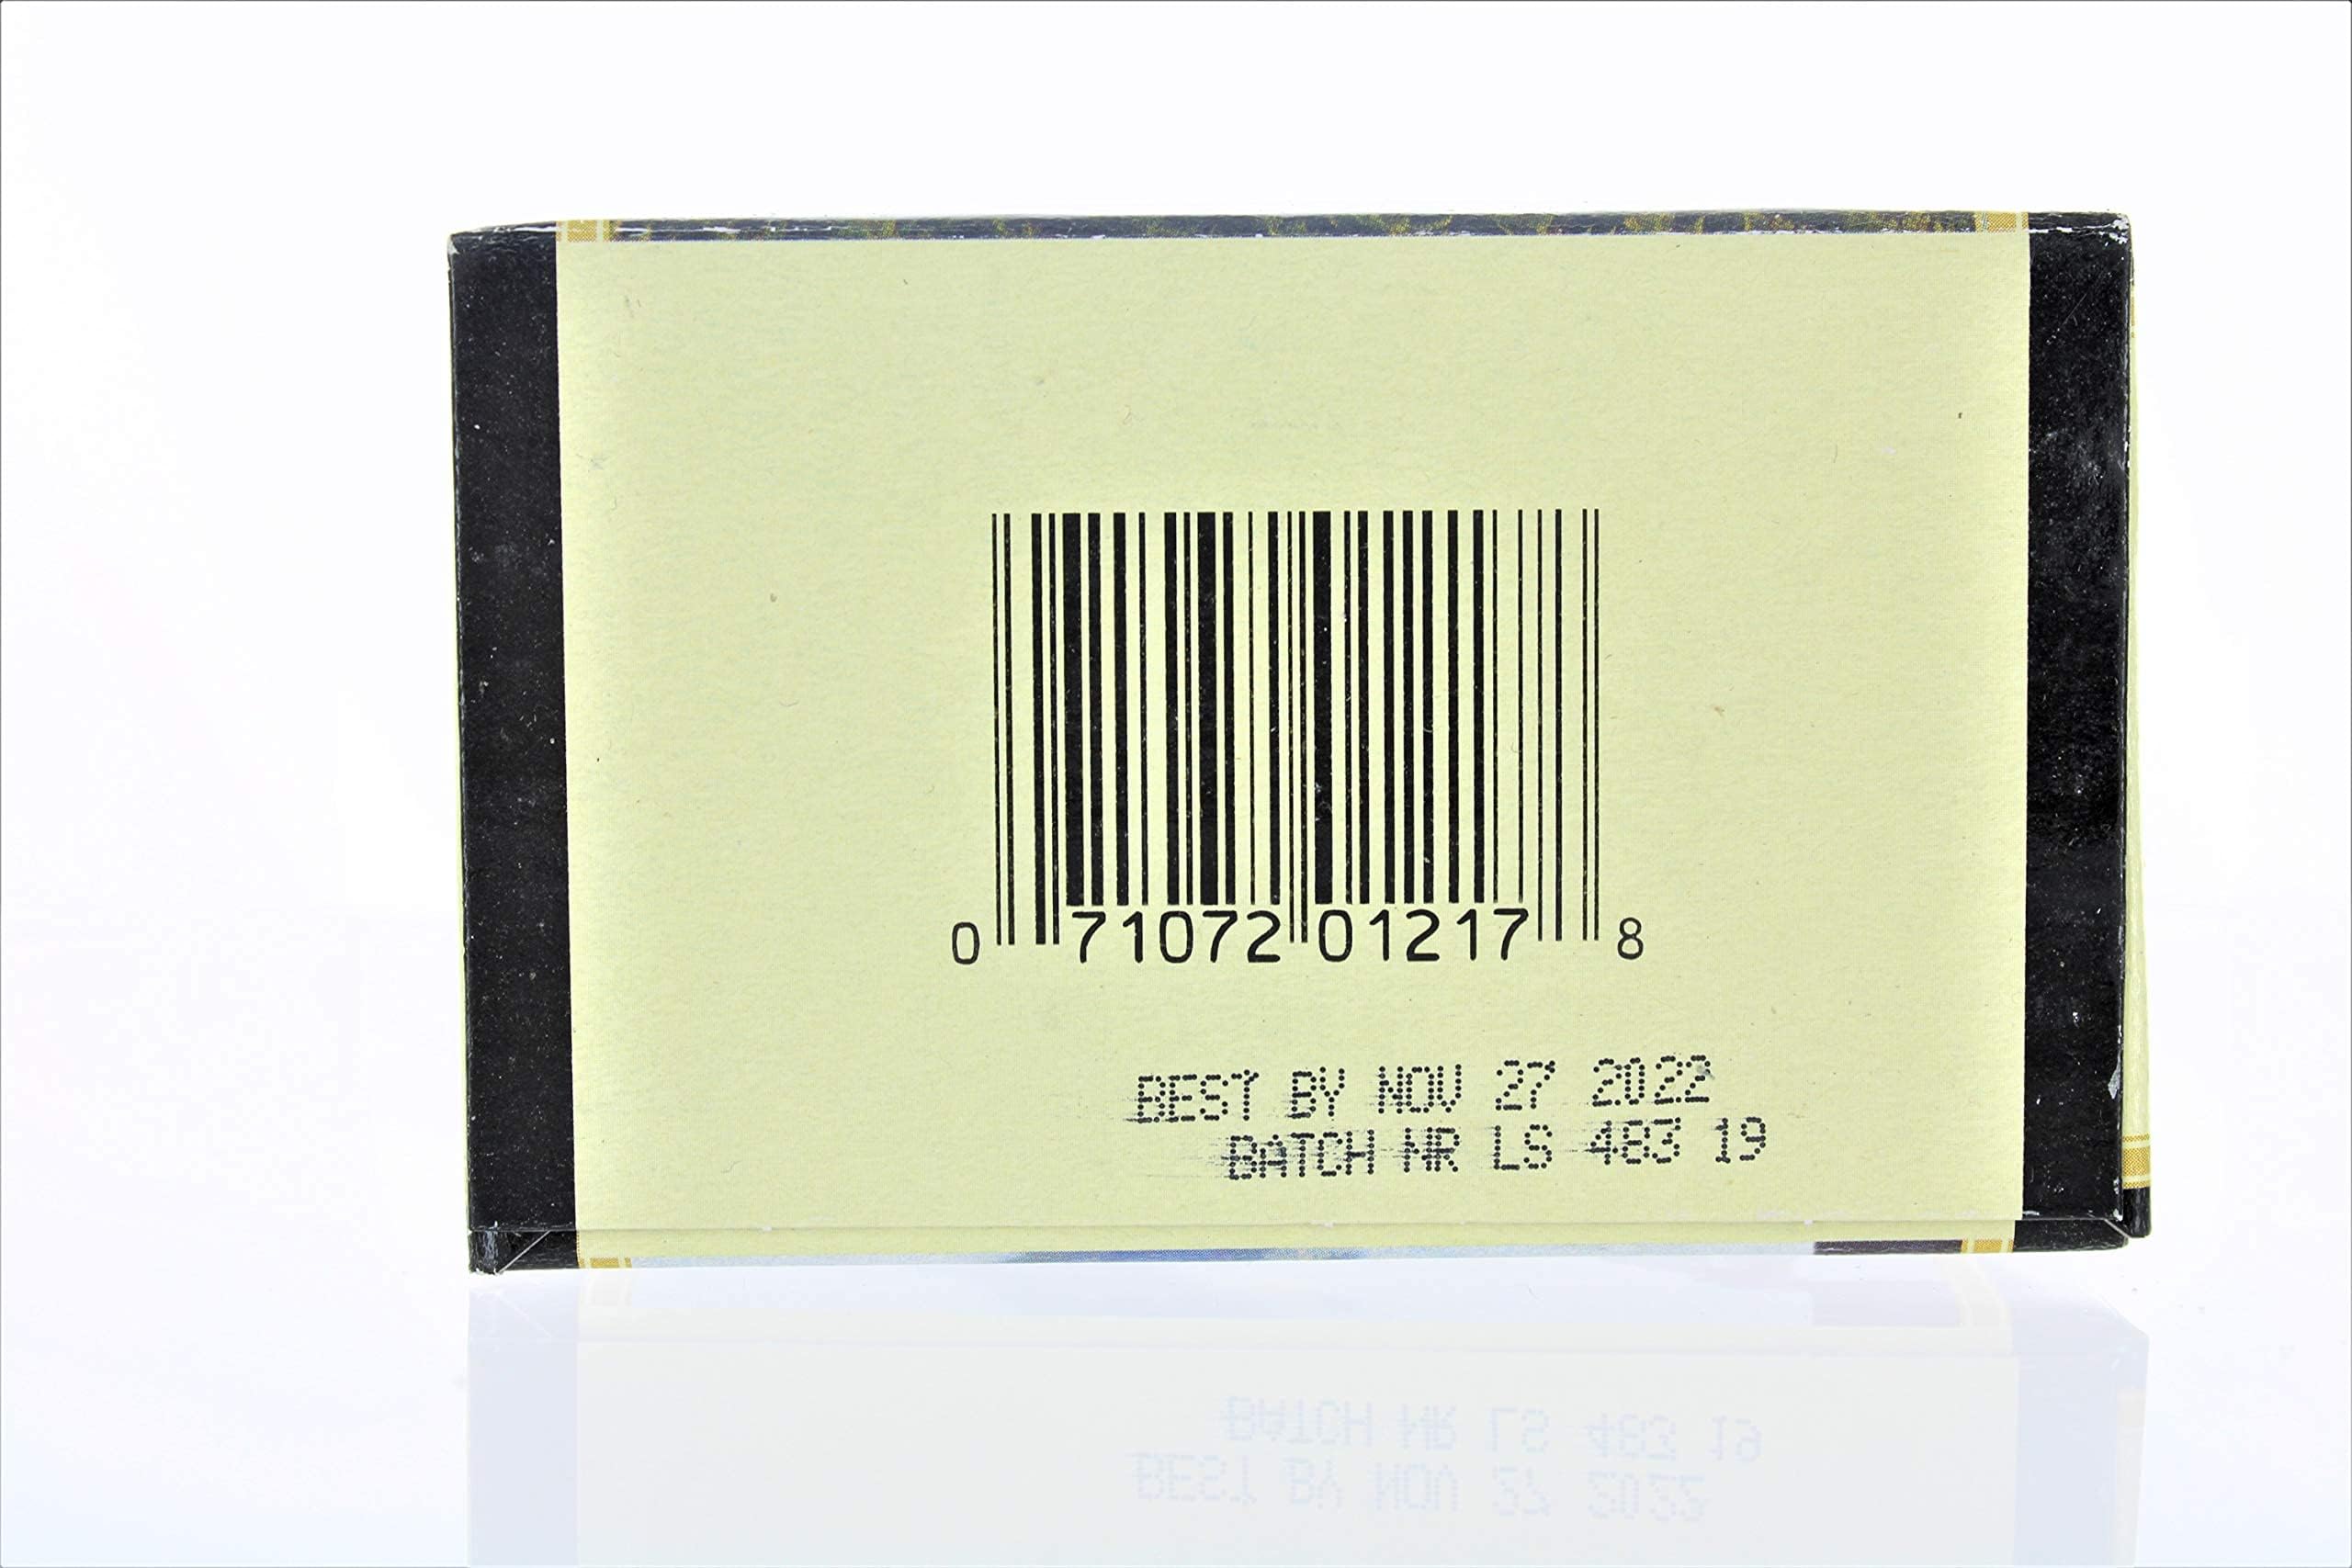 0 71072 01217 8
BEST BY NOV 27 2022
BATCH NR LS 483 19